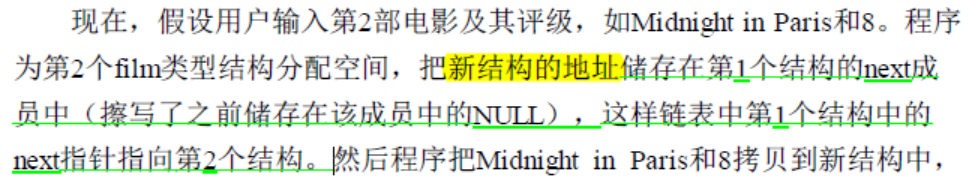 现在，假设用户输入第2部电影及其评级，如Midnight in Paris和8。程序
为第2个film类型结构分配空间，把新结构的地址储存在第1个结构的next成
员中（擦写了之前储存在该成员中的NULL），这样链表中第1个结构中的
next指针指向第2个结构。然后程序把Midnight in Paris和8拷贝到新结构中，